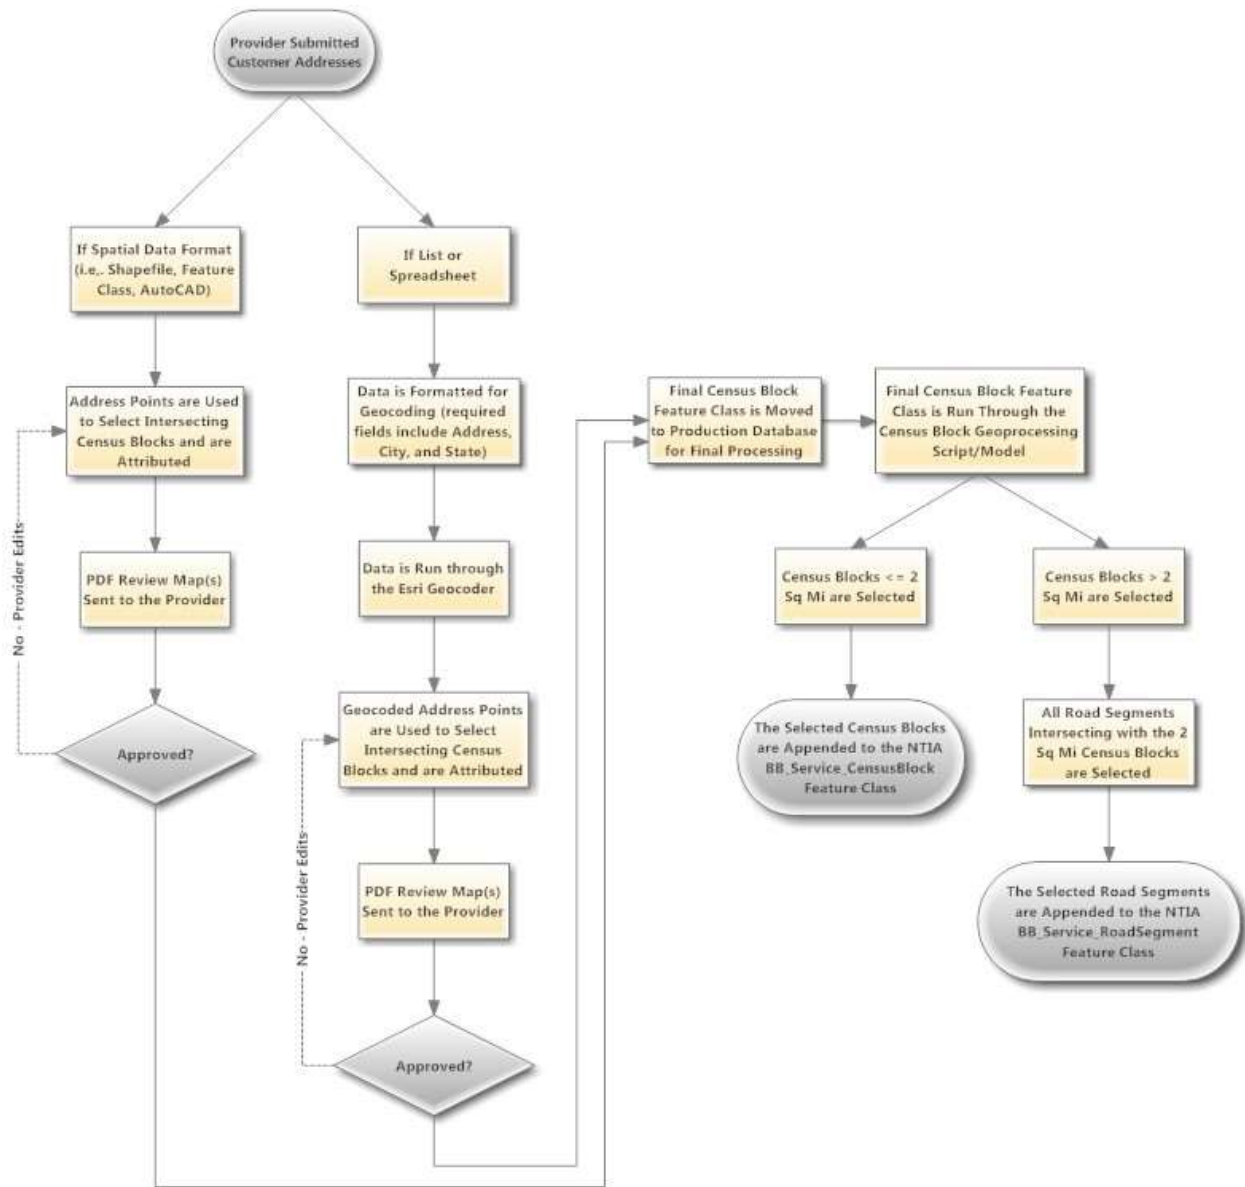 Provider Submitted
Customer Addresses
If Spatial Data Format
(i.e,. Shapefile, Feature
Class, AutoCAD)
If List or
Spreadsheet
Address Points are Used
to Select Intersecting
Census Blocks and are
Attributed
Data is Formatted for
Geocoding (required
fields include Address,
City, and State)
Final Census Block
Feature Class is Moved
to Production Database
for Final Processing
Final Census Block Feature
Class is Run Through the
Census Block Geoprocessing
Script/Model
No - Provider Edits
PDF Review Map(s)
Sent to the Provider
Data is Run through
the Esri Geocoder
Census Blocks <= 2
Sq Mi are Selected
Census Blocks > 2
Sq Mi are Selected
Approved?
Geocoded Address Points
are Used to Select
Intersecting Census
Blocks and are Attributed
The Selected Census Blocks
are Appended to the NTIA
BB_Service_CensusBlock
Feature Class
All Road Segments
Intersecting with the 2
Sq Mi Census Blocks
are Selected
No - Provider Edits
PDF Review Map(s)
Sent to the Provider
The Selected Road Segments
are Appended to the NTIA
BB_Service_RoadSegment
Feature Class
Approved?